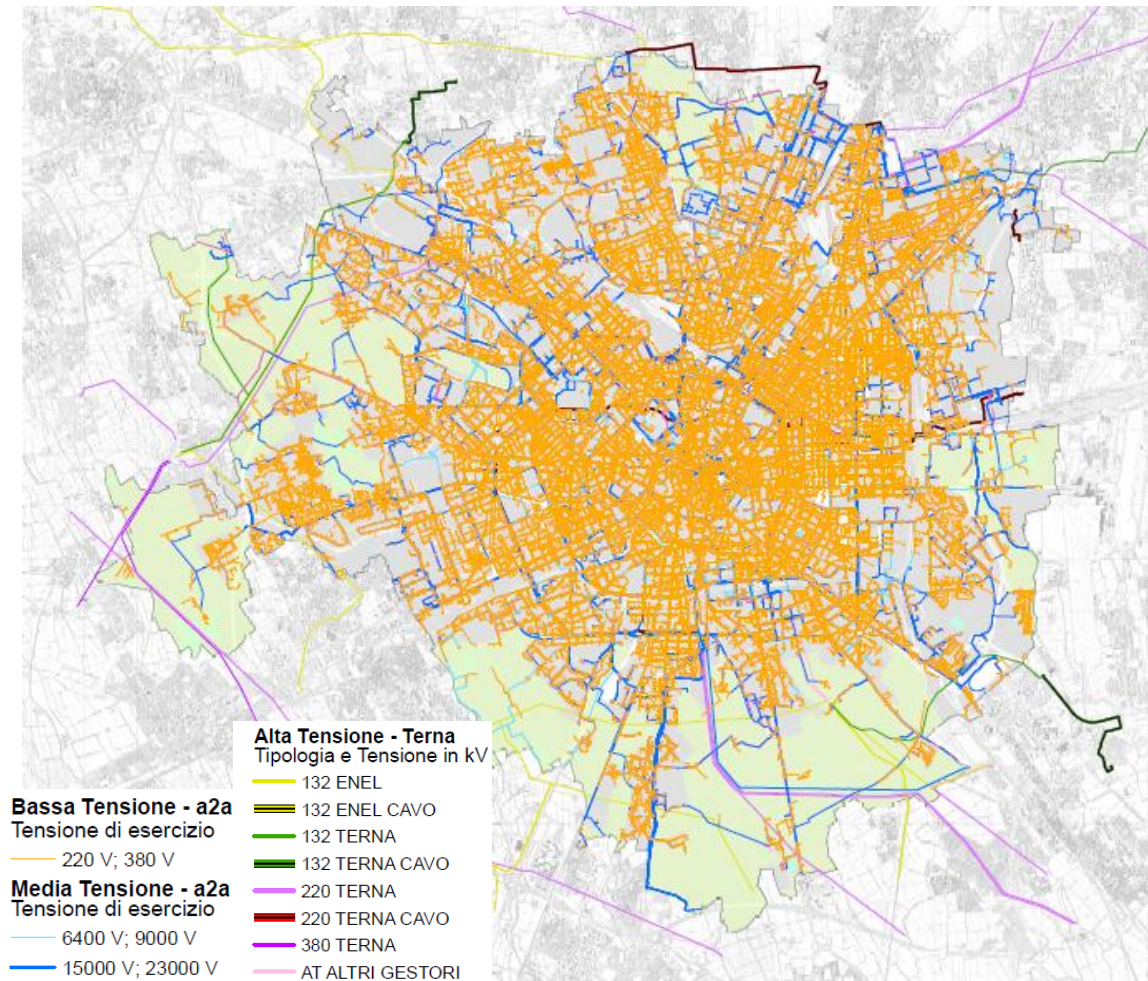 Alta Tensione - Terna
Tipologia e Tensione in kV
132 ENEL
132 ENEL CAVO
132 TERNA
132 TERNA CAVO
220 TERNA
220 TERNA CAVO
380 TERNA
AT ALTRI GESTORI
Bassa Tensione - a2a
Tensione di esercizio
220 V; 380 V
Media Tensione - a2a
Tensione di esercizio
6400 V; 9000 V
15000 V; 23000 V